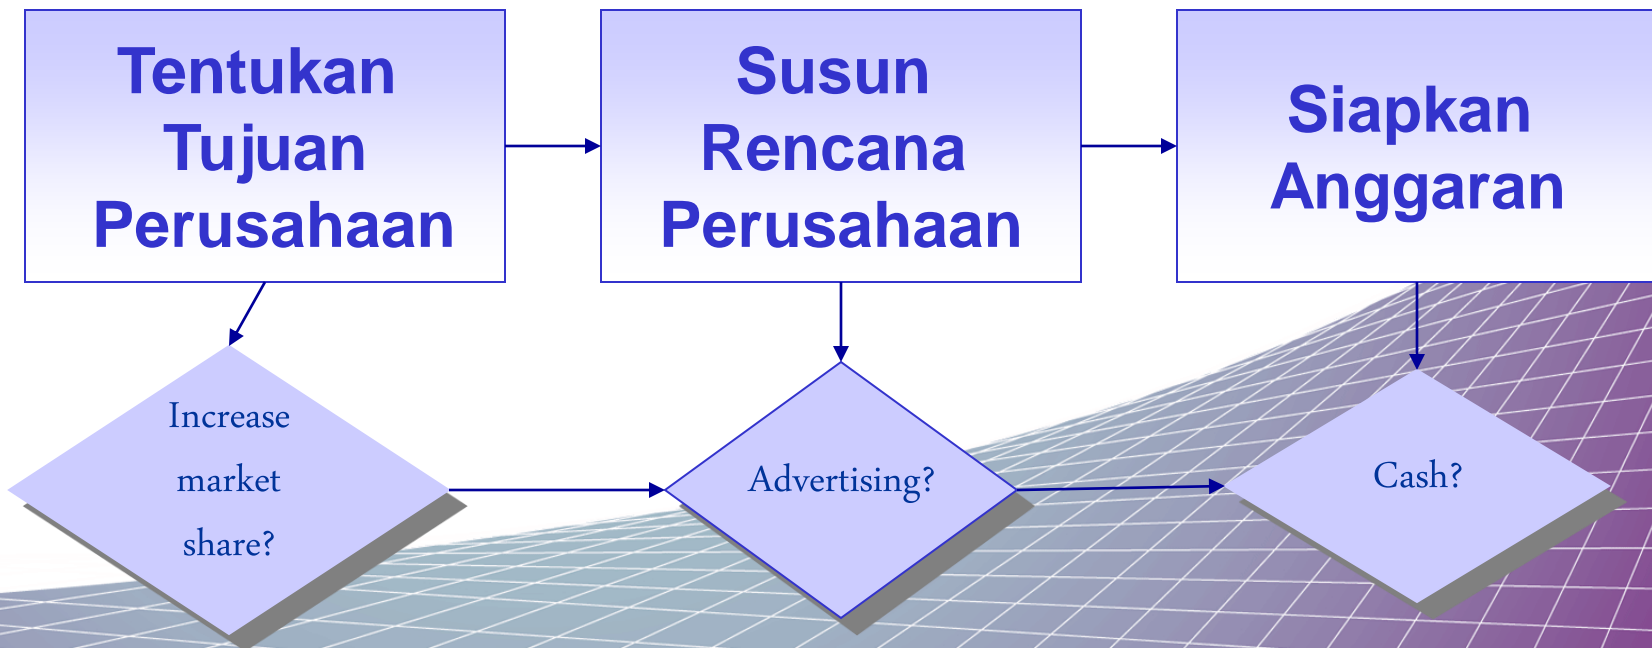 Tentukan
Tujuan
Perusahaan
Susun
Rencana
Perusahaan
Siapkan
Anggaran
Increase
market
share?
Advertising?
Cash?